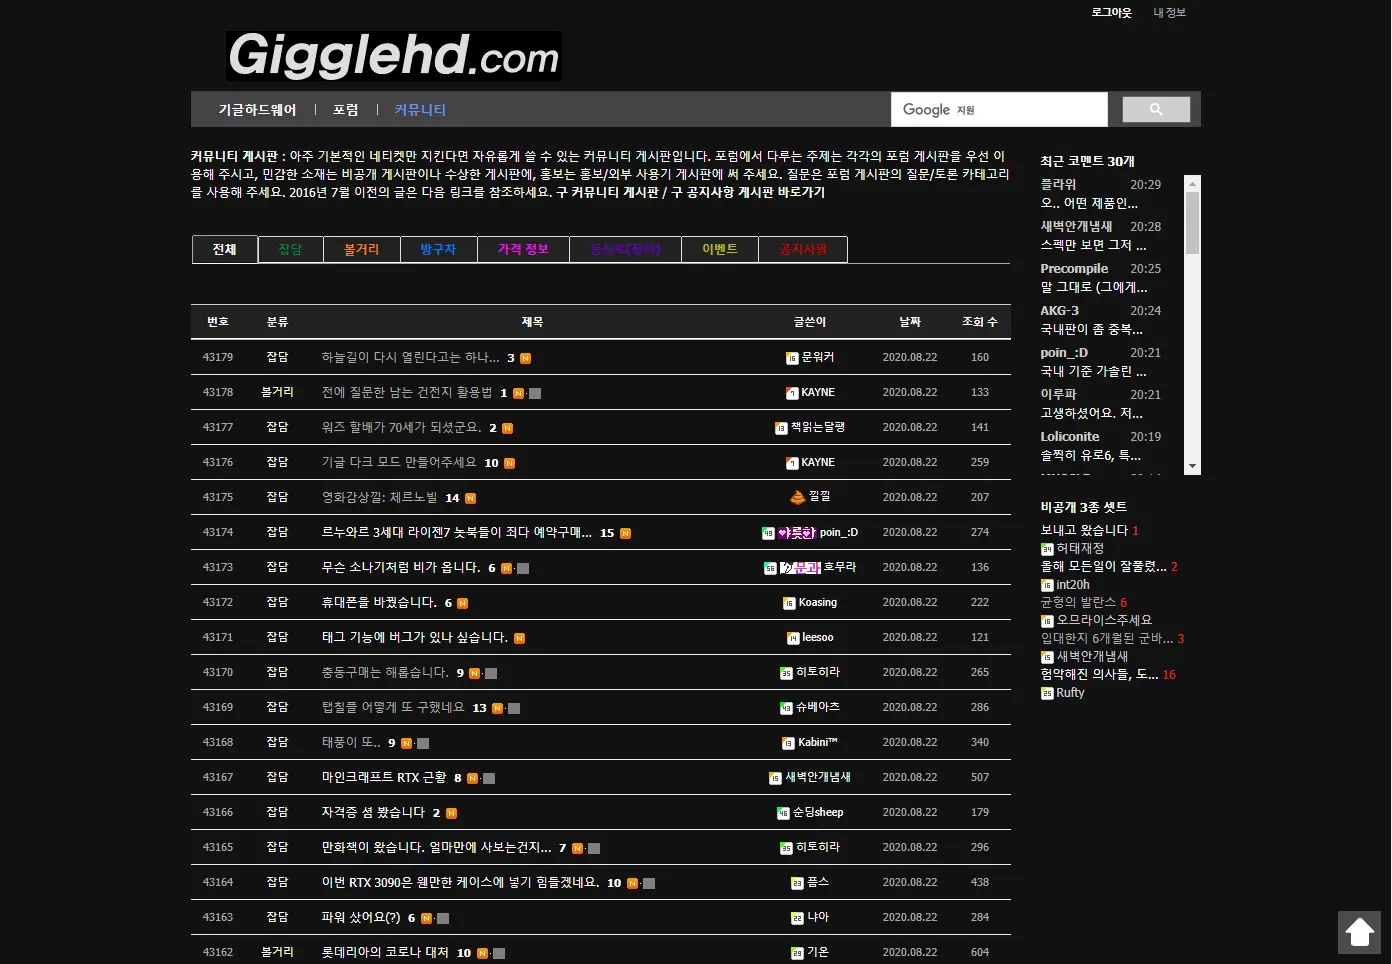 로그아웃 내 정보
Gigglehd.com
기글하드웨어 | 포럼 | 커뮤니티 Google 지원
커뮤니티 게시판 : 아주 기본적인 네티켓만 지킨다면 자유롭게 쓸 수 있는 커뮤니티 게시판입니다. 포럼에서 다루는 주제는 각각의 포럼 게시판을 우선 이
용해 주시고, 민감한 소재는 비공개 게시판이나 수상한 게시판에, 홍보는 홍보/외부 사용기 게시판에 써 주세요. 질문은 포럼 게시판의 질문/토론 카테고리
를 사용해 주세요. 2016년 7월 이전의 글은 다음 링크를 참조하세요. 구 커뮤니티 게시판 / 구 공지사항 게시판 바로가기
전체 잡담 볼거리 방구차 가격 정보 등산로(장터) 이벤트 공지사항
번호 분류 제목 글쓴이 날짜 조회 수
43179 잡담 하늘길이 다시 열린다고는 하나... 3 N 16 문워커 2020.08.22 160
43178 볼거리 전에 질문한 남는 건전지 활용법 1 N 7 KAYNE 2020.08.22 133
43177 잡담 워즈 할배가 70세가 되셨군요. 2 N 13 책읽는달팽 2020.08.22 141
43176 잡담 기글 다크 모드 만들어주세요 10 N 7 KAYNE 2020.08.22 259
43175 잡담 영화감상낄: 체르노빌 14 N 낄낄 2020.08.22 207
43174 잡담 르누와르 3세대 라이젠7 놋북들이 죄다 예약구매... 15 N 49 야릇한 poin_:D 2020.08.22 274
43173 잡담 무슨 소나기처럼 비가 옵니다. 6 N 56 문과 호무라 2020.08.22 136
43172 잡담 휴대폰을 바꿨습니다. 6 N 16 Koasing 2020.08.22 222
43171 잡담 태그 기능에 버그가 있나 싶습니다. N 14 leesoo 2020.08.22 121
43170 잡담 충동구매는 해롭습니다. 9 N 35 히토히라 2020.08.22 265
43169 잡담 탭칠플 어떻게 또 구했네요 13 N 43 슈베아츠 2020.08.22 286
43168 잡담 태풍이 또.. 9 N 13 Kabini™ 2020.08.22 340
43167 잡담 마인크래프트 RTX 근황 8 N 15 새벽안개냄새 2020.08.22 507
43166 잡담 자격증 셤 봤습니다 2 N 46 순딩sheep 2020.08.22 179
43165 잡담 만화책이 왔습니다. 얼마만에 사보는건지... 7 N 35 히토히라 2020.08.22 296
43164 잡담 이번 RTX 3090은 웬만한 케이스에 넣기 힘들겠네요. 10 N 23 플스 2020.08.22 438
43163 잡담 파워 샀어요(?) 6 N 22 냐아 2020.08.22 284
43162 볼거리 롯데리아의 코로나 대처 10 N 29 기온 2020.08.22 604
최근 코멘트 30개
플라위 20:29
오.. 어떤 제품인...
새벽안개냄새 20:28
스펙만 보면 그저 ...
Precompile 20:25
말 그대로 (그에게...
AKG-3 20:24
국내판이 좀 중복...
poin_:D 20:21
국내 기준 가솔린 ...
이루파 20:21
고생하셨어요. 저...
Loliconite 20:19
솔찍히 유로6, 특...
비공개 3종 셋트
보내고 왔습니다 1
34 허태재정
올해 모든일이 잘풀렸... 2
16 int20h
균형의 발란스 6
16 오므라이스주세요
입대한지 6개월된 군바... 3
15 새벽안개냄새
험악해진 의사들, 도... 16
25 Rufty